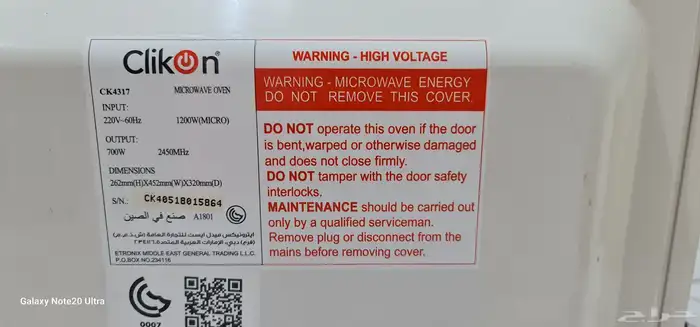 ClikOn
CK4317 MICROWAVE OVEN
INPUT:
220V~60Hz 1200W(MICRO)
OUTPUT:
700W 2450MHz
DIMENSIONS
262mm(H)X452mm(W)X320mm(D)
S/N.: CK40518015864
صنع في الصين A1801
ETRONIX MIDDLE EAST GENERAL TRADING L.L.C.
P.O.BOX NO.:234116
0007
WARNING - HIGH VOLTAGE
WARNING - MICROWAVE ENERGY
DO NOT REMOVE THIS COVER.
DO NOT operate this oven if the door
is bent,warped or otherwise damaged
and does not close firmly.
DO NOT tamper with the door safety
interlocks.
MAINTENANCE should be carried out
only by a qualified serviceman.
Remove plug or disconnect from the
mains before removing cover.
Galaxy Note20 Ultra
حراج